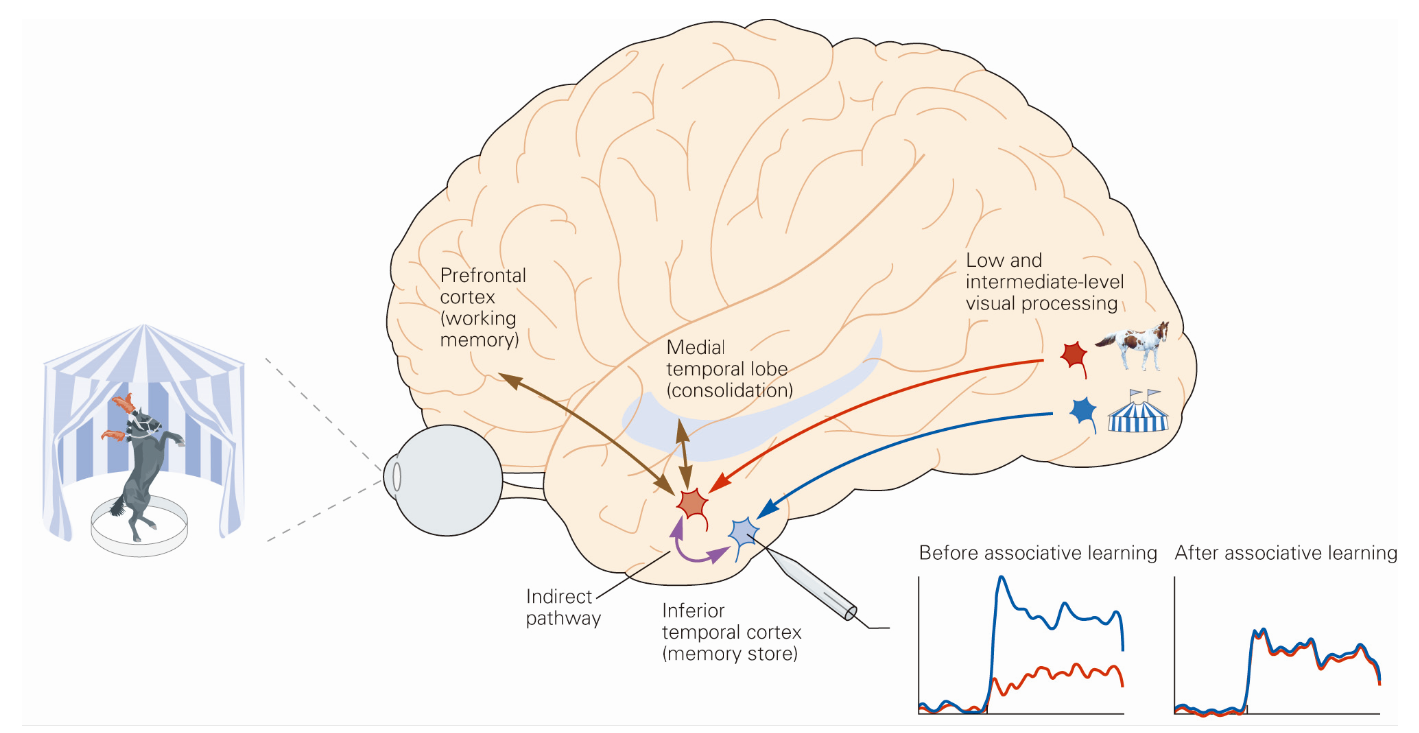 Prefrontal
cortex
(working
memory)
Medial
temporal lobe
(consolidation)
Low and
intermediate-level
visual processing
Indirect
pathway
Inferior
temporal cortex
(memory store)
Before associative learning
After associative learning